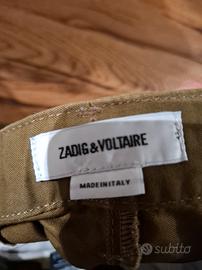 ZADIG & VOLTAIRE
MADE IN ITALY
subito